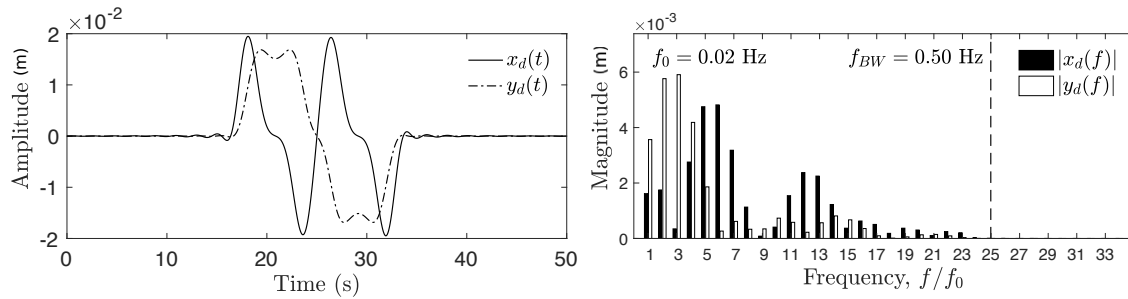 ×10⁻²
2
1
0
-1
-2
Amplitude (m)
x_d(t)
y_d(t)
0 10 20 30 40 50
Time (s)
×10⁻³
6
4
2
0
Magnitude (m)
f₀ = 0.02 Hz
f_BW = 0.50 Hz
|x_d(f)|
|y_d(f)|
1 3 5 7 9 11 13 15 17 19 21 23 25 27 29 31 33
Frequency, f/f₀